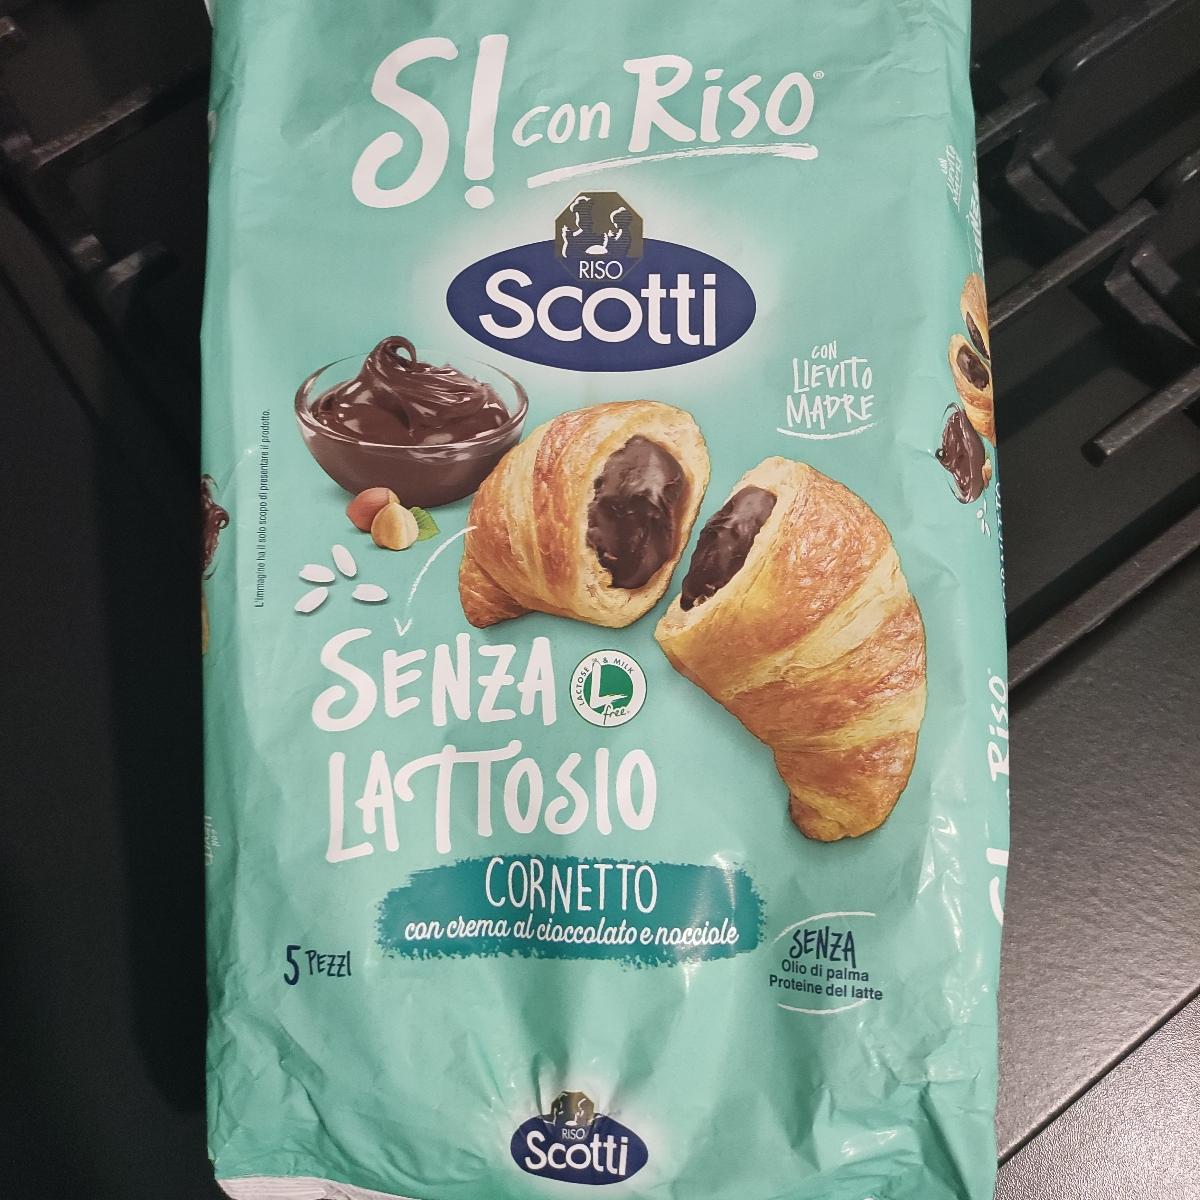 S! con Riso®
RISO
Scotti
CON
LIEVITO
MADRE
L'immagine ha il solo scopo di presentare il prodotto.
SENZA
LACTOSE & MILK
free
LATTOSIO
CORNETTO
con crema al cioccolato e nocciole
5 PEZZI
SENZA
Olio di palma
Proteine del latte
RISO
Scotti